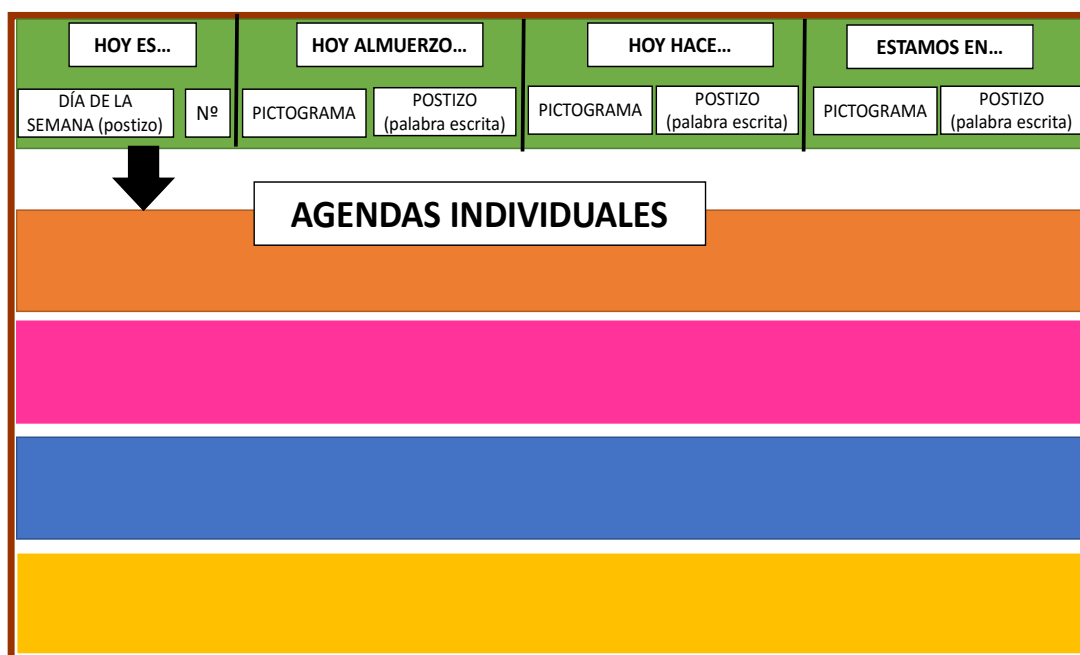 HOY ES...
HOY ALMUERZO...
HOY HACE...
ESTAMOS EN...
DÍA DE LA
SEMANA (postizo)
Nº
PICTOGRAMA
POSTIZO
(palabra escrita)
PICTOGRAMA
POSTIZO
(palabra escrita)
PICTOGRAMA
POSTIZO
(palabra escrita)
AGENDAS INDIVIDUALES